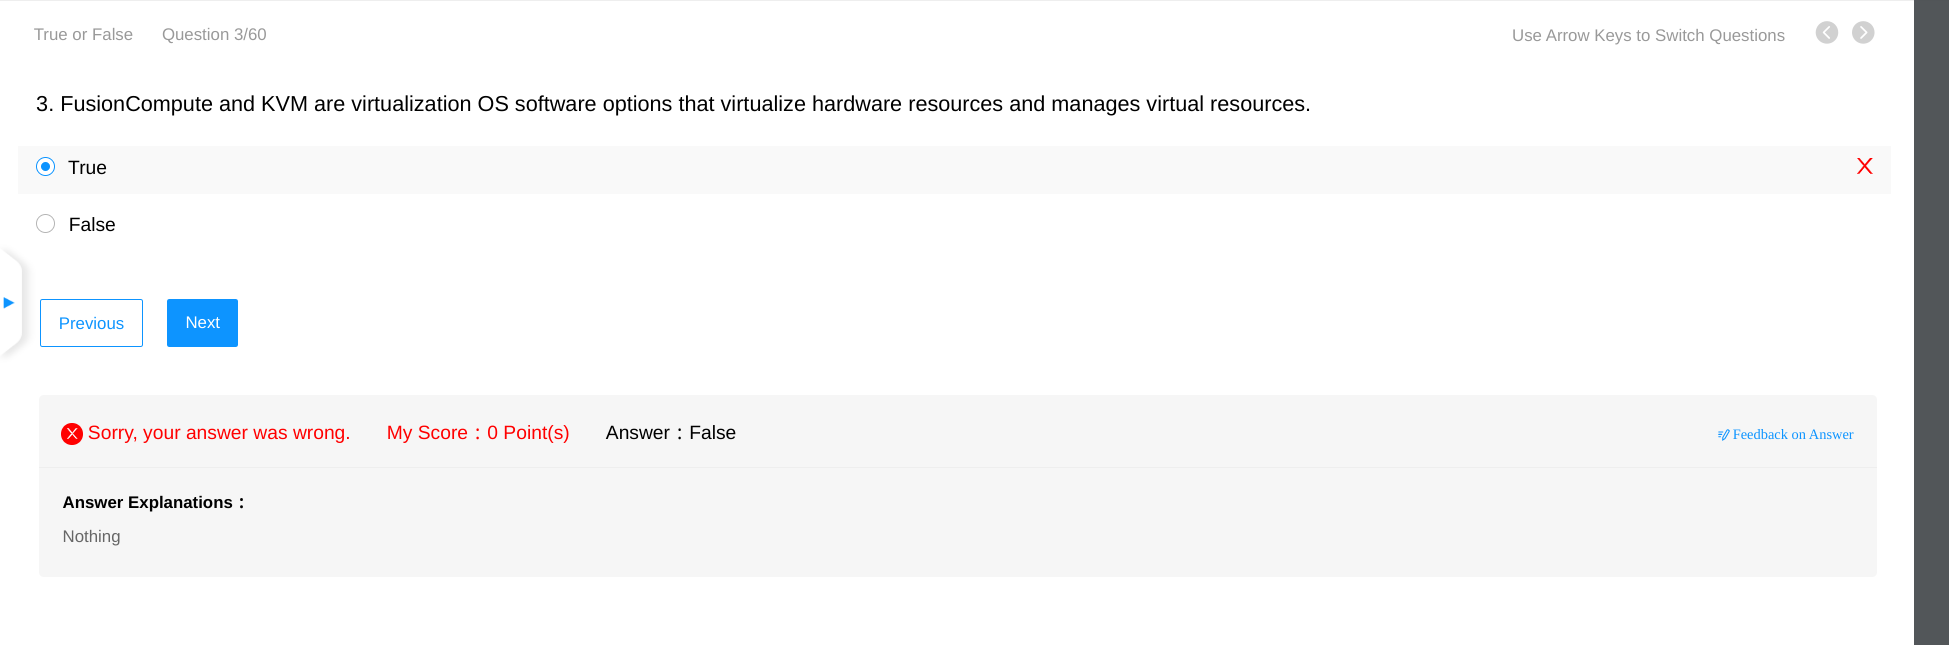 True or False Question 3/60 Use Arrow Keys to Switch Questions
3. FusionCompute and KVM are virtualization OS software options that virtualize hardware resources and manages virtual resources.
True X
False
Previous Next
Sorry, your answer was wrong. My Score：0 Point(s) Answer：False Feedback on Answer
Answer Explanations：
Nothing